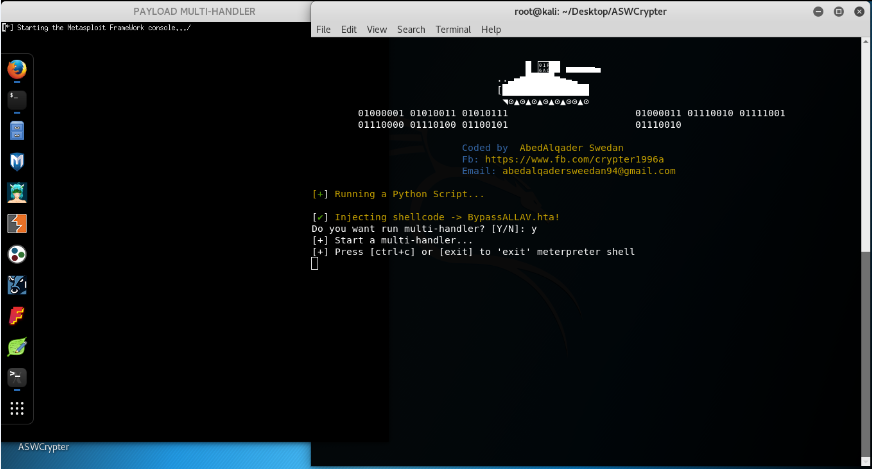 PAYLOAD MULTI-HANDLER
[*] Starting the Metasploit FrameWork console.../
ASWCrypter
root@kali: ~/Desktop/ASWCrypter
File Edit View Search Terminal Help
01000001 01010011 01010111 01000011 01110010 01111001
01110000 01110100 01100101 01110010
Coded by AbedAlqader Swedan
Fb: https://www.fb.com/crypter1996a
Email: abedalqadersweedan94@gmail.com
[+] Running a Python Script...
[✔] Injecting shellcode -> BypassALLAV.hta!
Do you want run multi-handler? [Y/N]: y
[+] Start a multi-handler...
[+] Press [ctrl+c] or [exit] to 'exit' meterpreter shell